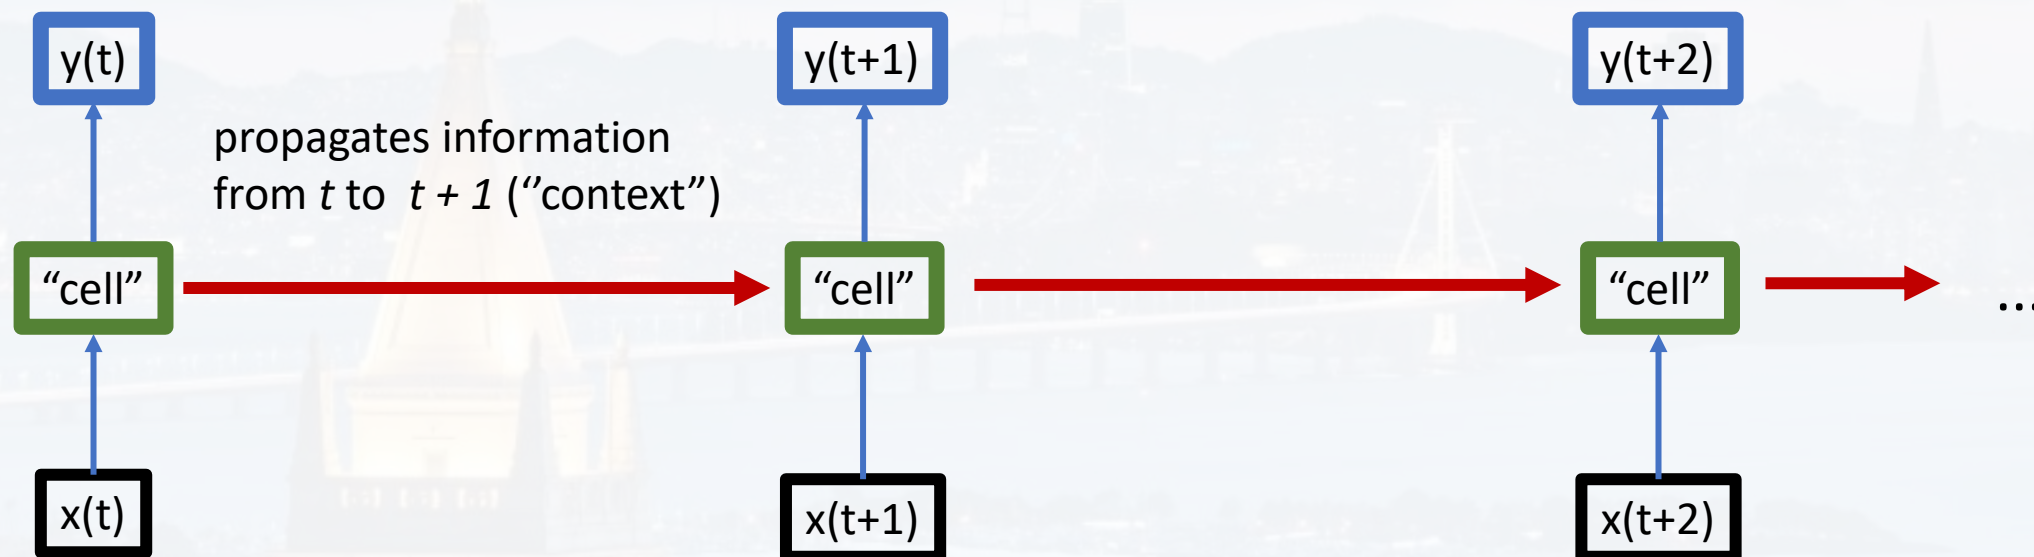 y(t)
y(t+1)
y(t+2)
propagates information
from t to t + 1 (‘’context”)
“cell”
“cell”
“cell”
...
x(t)
x(t+1)
x(t+2)